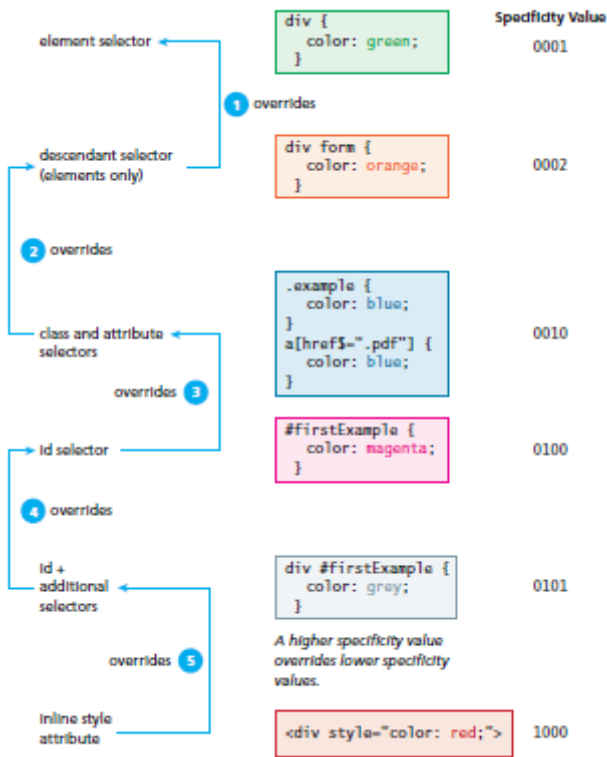 Specificity Value
element selector
div {
color: green;
}
0001
1 overrides
descendant selector
(elements only)
div form {
color: orange;
}
0002
2 overrides
class and attribute
selectors
.example {
color: blue;
}
a[href$=".pdf"] {
color: blue;
}
0010
overrides 3
id selector
#firstExample {
color: magenta;
}
0100
4 overrides
id +
additional
selectors
div #firstExample {
color: grey;
}
0101
A higher specificity value
overrides lower specificity
values.
overrides 5
inline style
attribute
<div style="color: red;">
1000